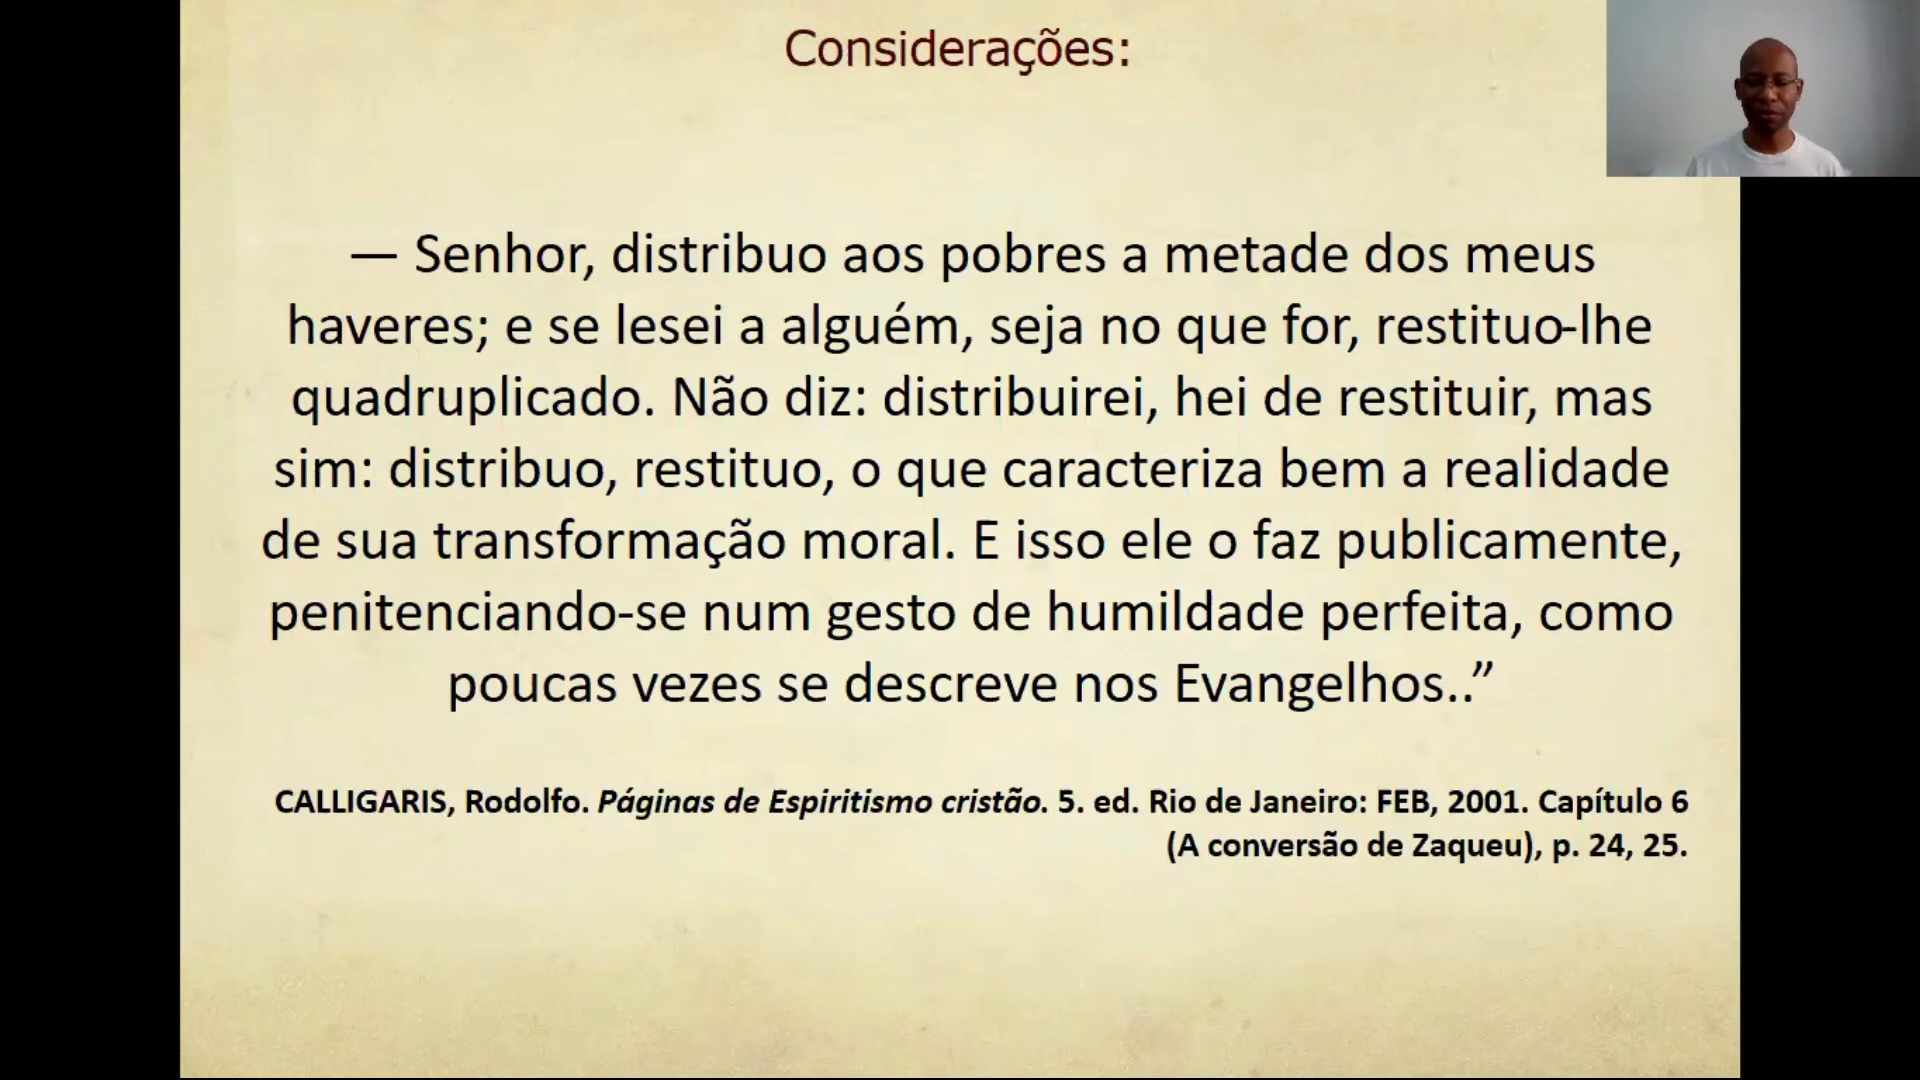 Considerações:
— Senhor, distribuo aos pobres a metade dos meus
haveres; e se lesei a alguém, seja no que for, restituo-lhe
quadruplicado. Não diz: distribuirei, hei de restituir, mas
sim: distribuo, restituo, o que caracteriza bem a realidade
de sua transformação moral. E isso ele o faz publicamente,
penitenciando-se num gesto de humildade perfeita, como
poucas vezes se descreve nos Evangelhos..”
CALLIGARIS, Rodolfo. Páginas de Espiritismo cristão. 5. ed. Rio de Janeiro: FEB, 2001. Capítulo 6
(A conversão de Zaqueu), p. 24, 25.